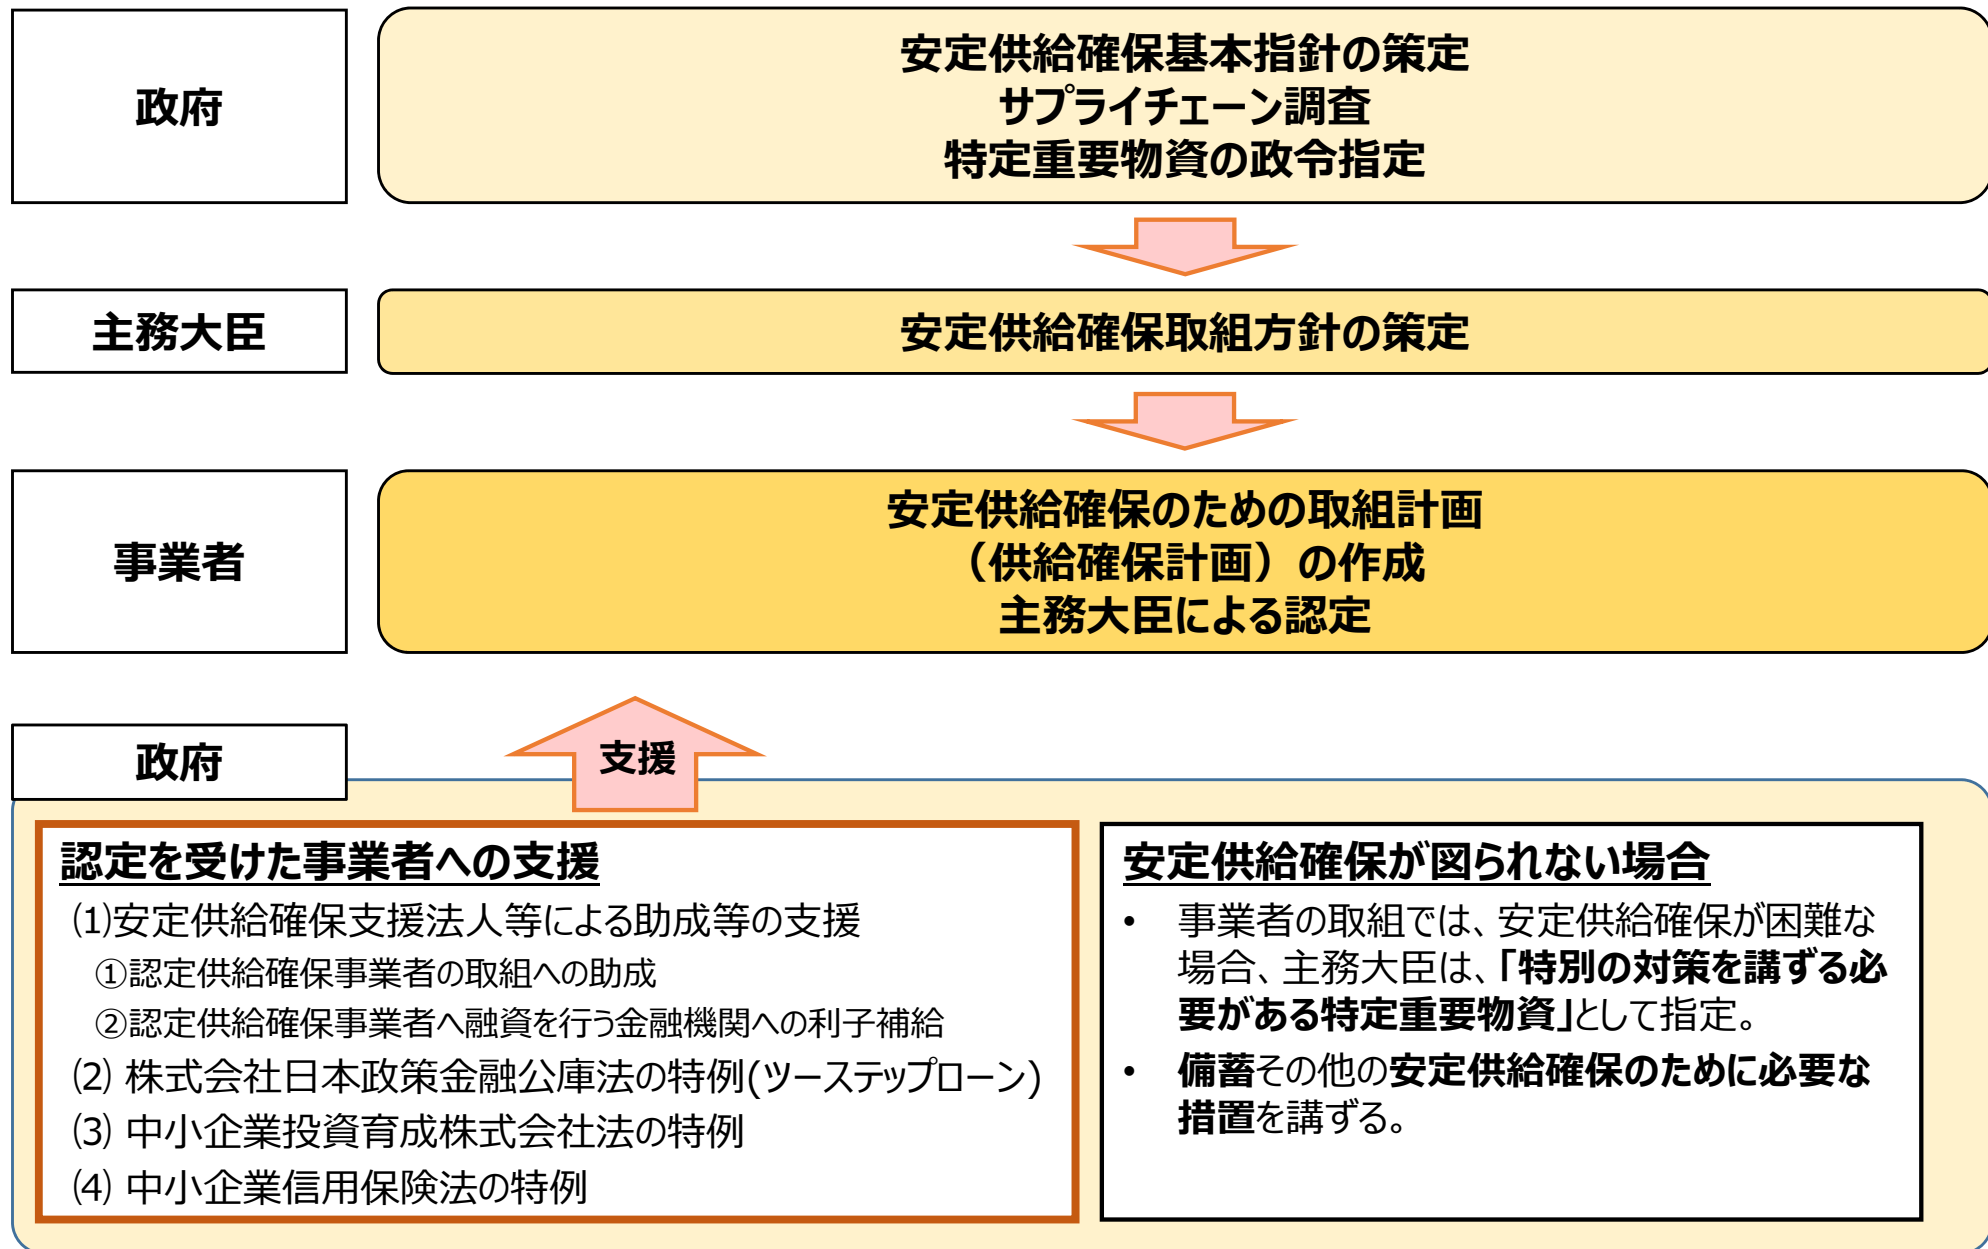 政府
安定供給確保基本指針の策定
サプライチェーン調査
特定重要物資の政令指定
主務大臣
安定供給確保取組方針の策定
事業者
安定供給確保のための取組計画
（供給確保計画）の作成
主務大臣による認定
政府
支援
認定を受けた事業者への支援
⑴安定供給確保支援法人等による助成等の支援
①認定供給確保事業者の取組への助成
②認定供給確保事業者へ融資を行う金融機関への利子補給
⑵ 株式会社日本政策金融公庫法の特例(ツーステップローン)
⑶ 中小企業投資育成株式会社法の特例
⑷ 中小企業信用保険法の特例
安定供給確保が図られない場合
• 事業者の取組では、安定供給確保が困難な
場合、主務大臣は、「特別の対策を講ずる必
要がある特定重要物資」として指定。
• 備蓄その他の安定供給確保のために必要な
措置を講ずる。